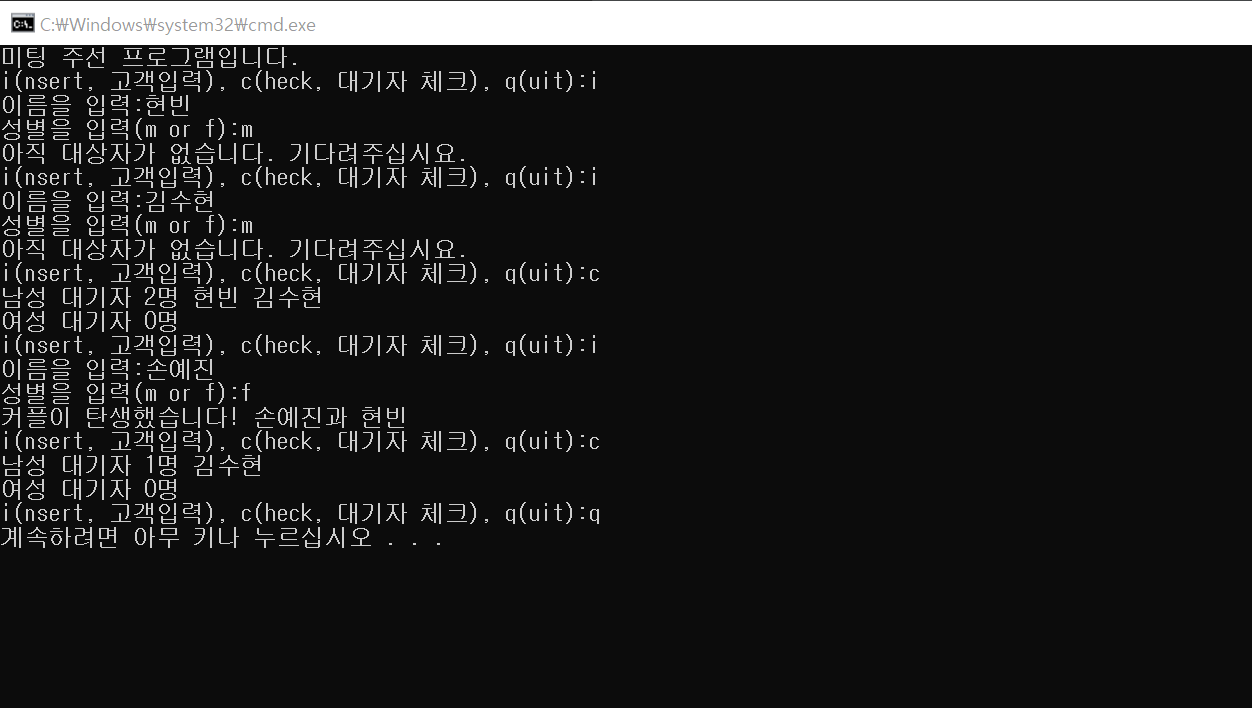 C:\Windows\system32\cmd.exe
미팅 주선 프로그램입니다.
i(nsert, 고객입력), c(heck, 대기자 체크), q(uit):i
이름을 입력:현빈
성별을 입력(m or f):m
아직 대상자가 없습니다. 기다려주십시요.
i(nsert, 고객입력), c(heck, 대기자 체크), q(uit):i
이름을 입력:김수현
성별을 입력(m or f):m
아직 대상자가 없습니다. 기다려주십시요.
i(nsert, 고객입력), c(heck, 대기자 체크), q(uit):c
남성 대기자 2명 현빈 김수현
여성 대기자 0명
i(nsert, 고객입력), c(heck, 대기자 체크), q(uit):i
이름을 입력:손예진
성별을 입력(m or f):f
커플이 탄생했습니다! 손예진과 현빈
i(nsert, 고객입력), c(heck, 대기자 체크), q(uit):c
남성 대기자 1명 김수현
여성 대기자 0명
i(nsert, 고객입력), c(heck, 대기자 체크), q(uit):q
계속하려면 아무 키나 누르십시오 . . .